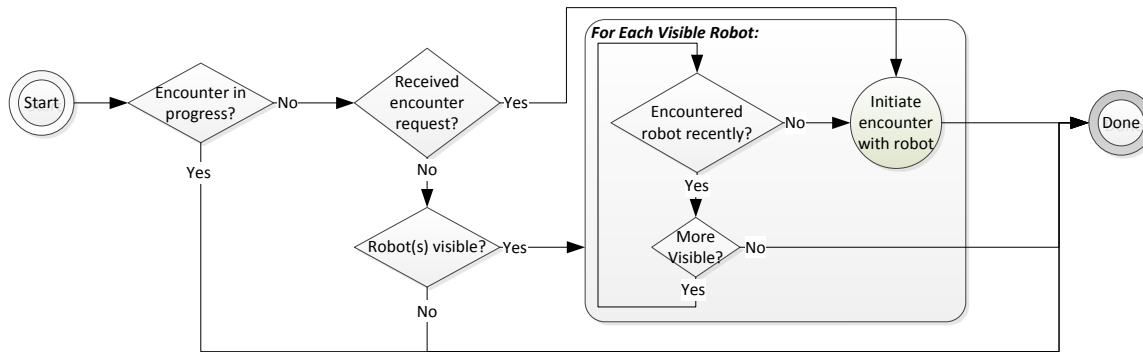 For Each Visible Robot:
Start
Encounter in
progress?
No
Received
encounter
request?
Yes
Encountered
robot recently?
No
Initiate
encounter
with robot
Done
Yes
No
Yes
Robot(s) visible?
Yes
More
Visible?
No
Yes
No